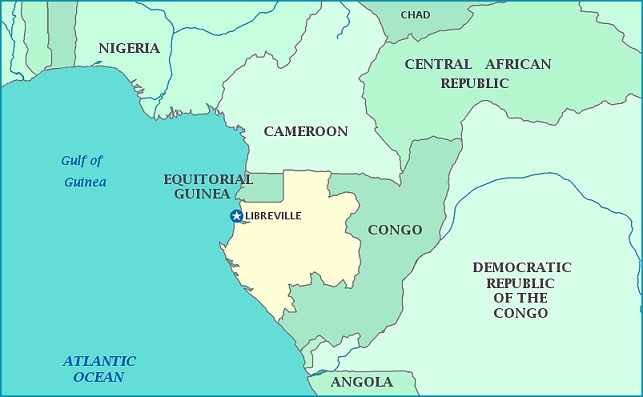 CHAD
NIGERIA
CENTRAL AFRICAN
REPUBLIC
CAMEROON
Gulf of
Guinea
EQUITORIAL
GUINEA
LIBREVILLE
CONGO
DEMOCRATIC
REPUBLIC
OF THE
CONGO
ATLANTIC
OCEAN
ANGOLA